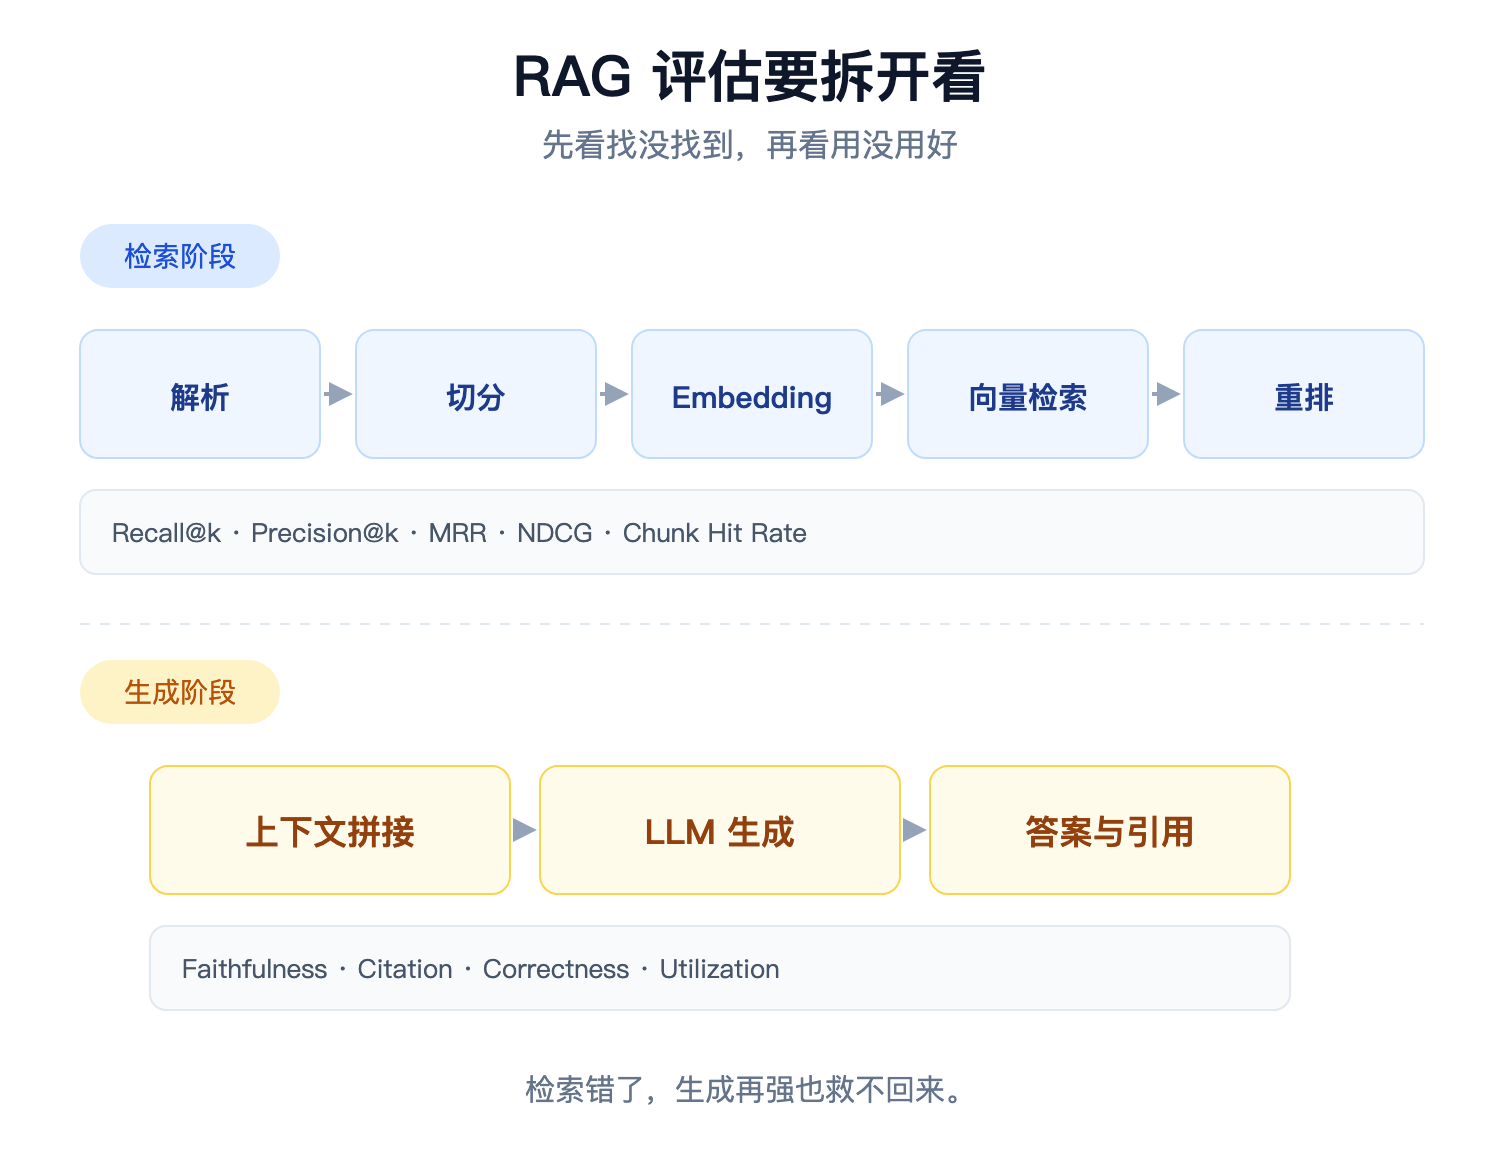 RAG 评估要拆开看
先看找没找到，再看用没用好
检索阶段
解析
切分
Embedding
向量检索
重排
Recall@k · Precision@k · MRR · NDCG · Chunk Hit Rate
生成阶段
上下文拼接
LLM 生成
答案与引用
Faithfulness · Citation · Correctness · Utilization
检索错了，生成再强也救不回来。